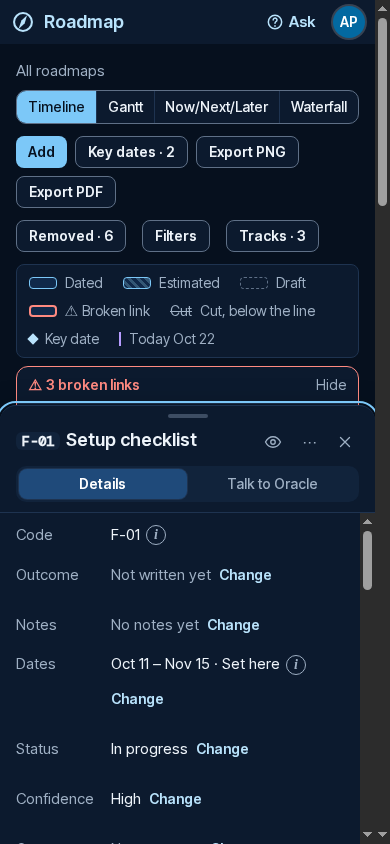 Roadmap
Ask
AP
All roadmaps
Timeline Gantt Now/Next/Later Waterfall
Add Key dates · 2 Export PNG
Export PDF
Removed · 6 Filters Tracks · 3
Dated Estimated Draft
⚠ Broken link Cut Cut, below the line
Key date Today Oct 22
⚠ 3 broken links Hide
F-01 Setup checklist
Details Talk to Oracle
Code F-01 i
Outcome Not written yet Change
Notes No notes yet Change
Dates Oct 11 – Nov 15 · Set here i
Change
Status In progress Change
Confidence High Change